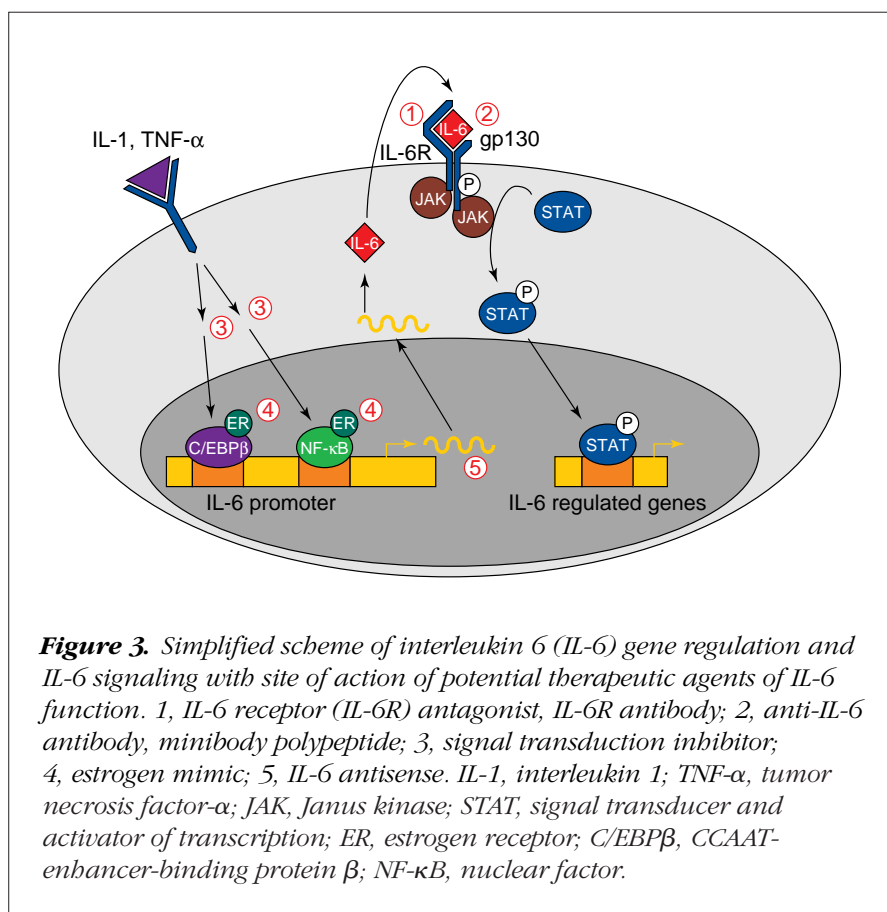 ① ②
IL-6
gp130
IL-1, TNF-α
IL-6R
P
JAK
JAK
STAT
IL-6
P
STAT
③ ③
ER ④ ER ④
P
C/EBPβ NF-κB STAT
⑤
IL-6 promoter IL-6 regulated genes
Figure 3. Simplified scheme of interleukin 6 (IL-6) gene regulation and
IL-6 signaling with site of action of potential therapeutic agents of IL-6
function. 1, IL-6 receptor (IL-6R) antagonist, IL-6R antibody; 2, anti-IL-6
antibody, minibody polypeptide; 3, signal transduction inhibitor;
4, estrogen mimic; 5, IL-6 antisense. IL-1, interleukin 1; TNF-α, tumor
necrosis factor-α; JAK, Janus kinase; STAT, signal transducer and
activator of transcription; ER, estrogen receptor; C/EBPβ, CCAAT-
enhancer-binding protein β; NF-κB, nuclear factor.